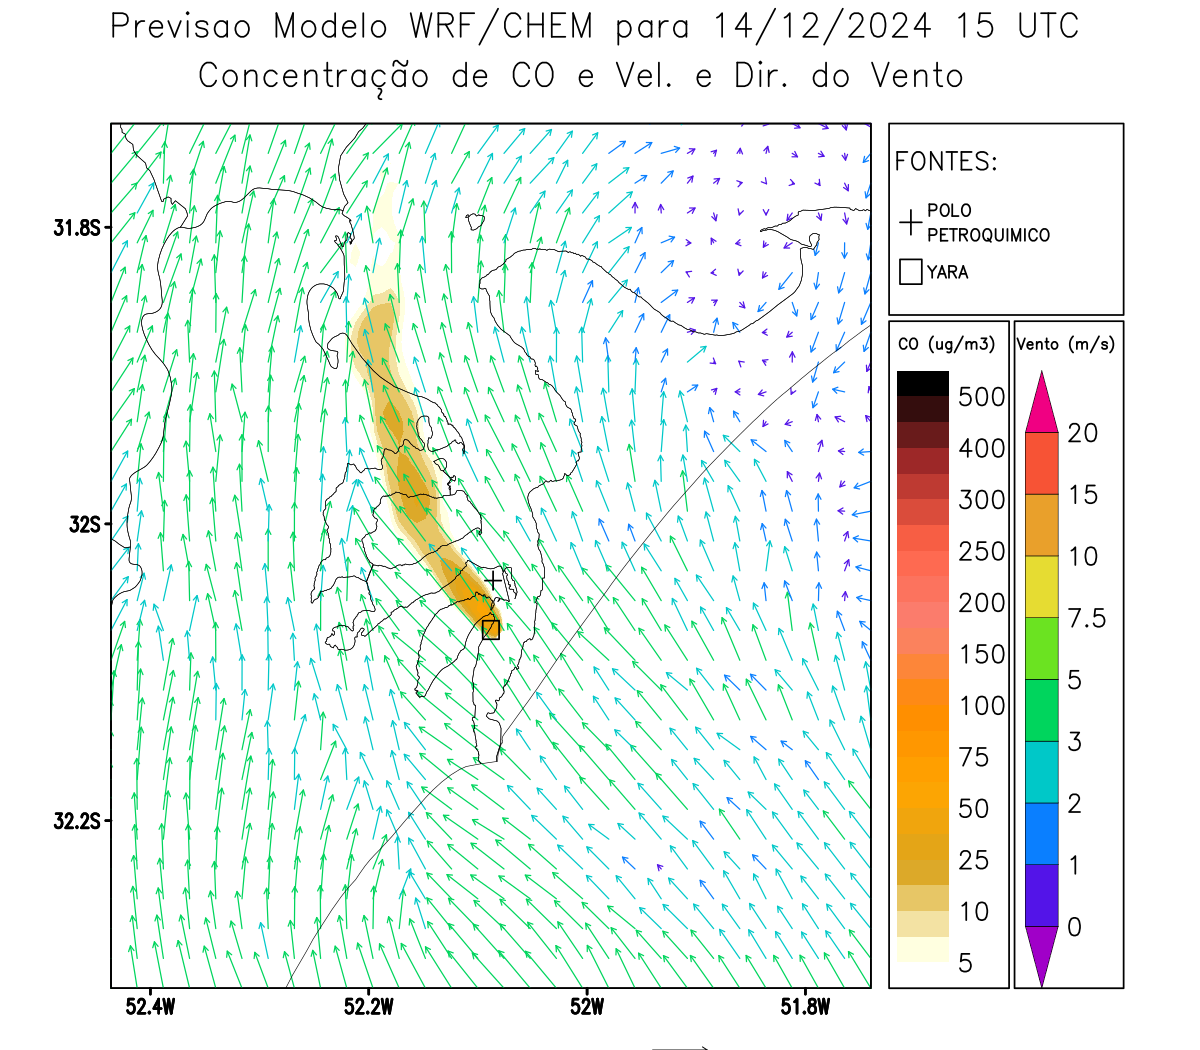 Previsao Modelo WRF/CHEM para 14/12/2024 15 UTC
Concentração de CO e Vel. e Dir. do Vento
FONTES:
POLO
PETROQUIMICO
YARA
CO (ug/m3)
500
400
300
250
200
150
100
75
50
25
10
5
Vento (m/s)
20
15
10
7.5
5
3
2
1
0
31.8S
32S
32.2S
52.4W
52.2W
52W
51.8W